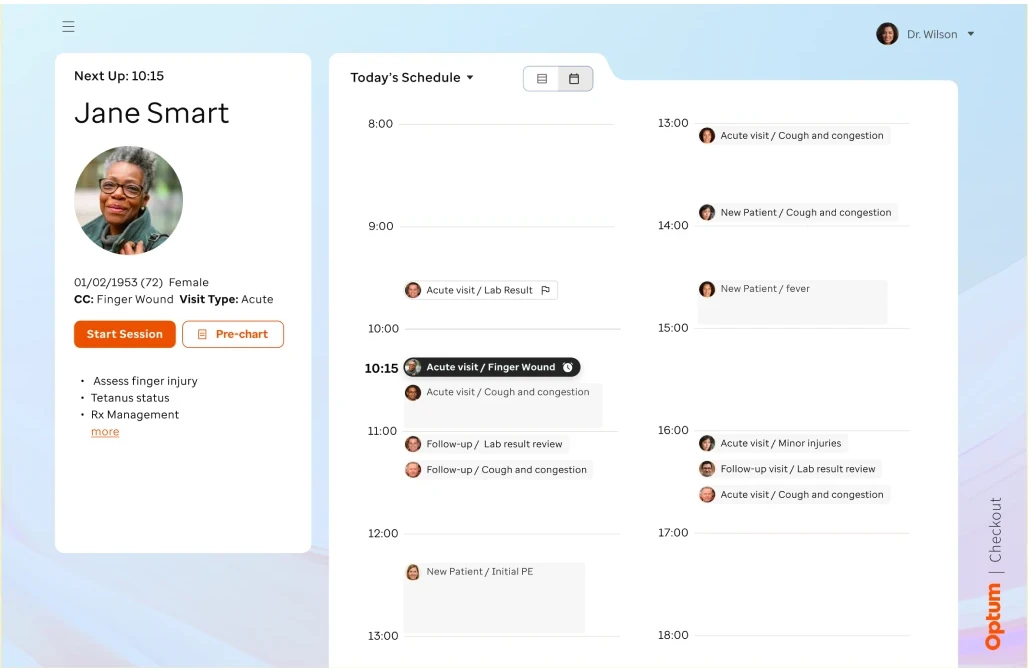 Dr. Wilson
Next Up: 10:15
Jane Smart
01/02/1953 (72) Female
CC: Finger Wound Visit Type: Acute
Start Session
Pre-chart
• Assess finger injury
• Tetanus status
• Rx Management
more
Today's Schedule
8:00
9:00
Acute visit / Lab Result
10:00
10:15
Acute visit / Finger Wound
Acute visit / Cough and congestion
11:00
Follow-up / Lab result review
Follow-up / Cough and congestion
12:00
New Patient / Initial PE
13:00
13:00
Acute visit / Cough and congestion
New Patient / Cough and congestion
14:00
New Patient / fever
15:00
16:00
Acute visit / Minor injuries
Follow-up visit / Lab result review
Acute visit / Cough and congestion
17:00
18:00
Optum | Checkout